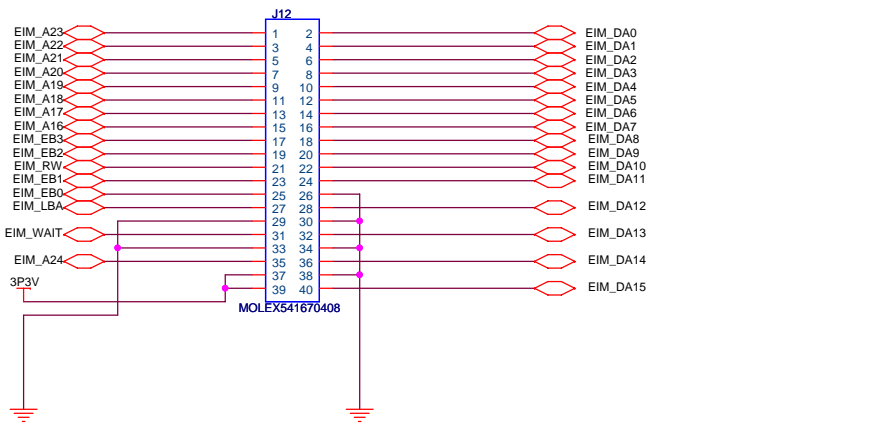 J12
EIM_A23 1 2 EIM_DA0
EIM_A22 3 4 EIM_DA1
EIM_A21 5 6 EIM_DA2
EIM_A20 7 8 EIM_DA3
EIM_A19 9 10 EIM_DA4
EIM_A18 11 12 EIM_DA5
EIM_A17 13 14 EIM_DA6
EIM_A16 15 16 EIM_DA7
EIM_EB3 17 18 EIM_DA8
EIM_EB2 19 20 EIM_DA9
EIM_RW 21 22 EIM_DA10
EIM_EB1 23 24 EIM_DA11
EIM_EB0 25 26
EIM_LBA 27 28 EIM_DA12
29 30
EIM_WAIT 31 32 EIM_DA13
33 34
EIM_A24 35 36 EIM_DA14
3P3V 37 38
39 40 EIM_DA15
MOLEX541670408